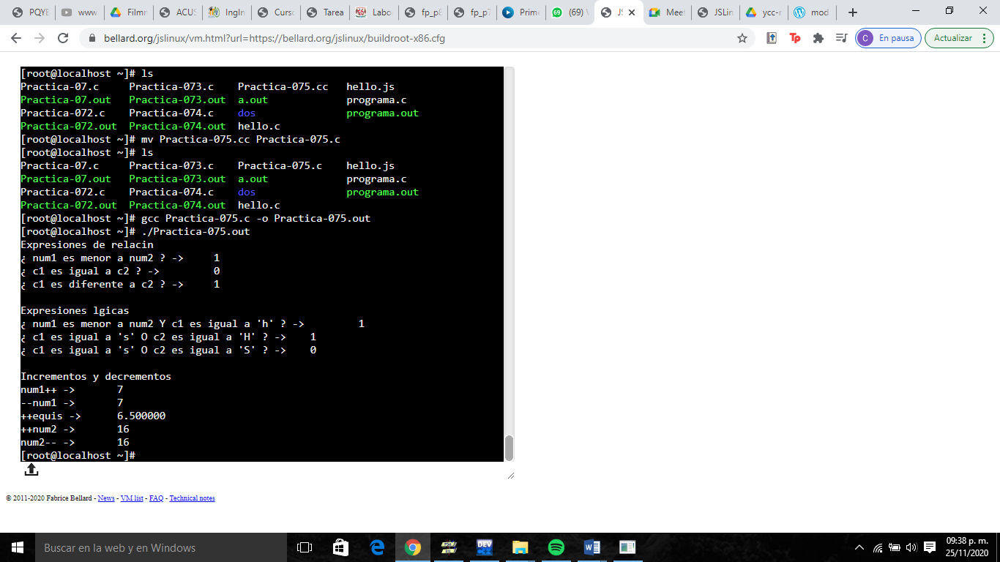 PQYE
www
Filmr
ACUS
IngIn
Curso
Tarea
Labo
fp_p8
fp_p7
Prime
69 (69)
JS
Meet
JSLin
ycc-r
mod
bellard.org/jslinux/vm.html?url=https://bellard.org/jslinux/buildroot-x86.cfg
C En pausa
Actualizar
[root@localhost ~]# ls
Practica-07.c Practica-073.c Practica-075.cc hello.js
Practica-07.out Practica-073.out a.out programa.c
Practica-072.c Practica-074.c dos programa.out
Practica-072.out Practica-074.out hello.c
[root@localhost ~]# mv Practica-075.cc Practica-075.c
[root@localhost ~]# ls
Practica-07.c Practica-073.c Practica-075.c hello.js
Practica-07.out Practica-073.out a.out programa.c
Practica-072.c Practica-074.c dos programa.out
Practica-072.out Practica-074.out hello.c
[root@localhost ~]# gcc Practica-075.c -o Practica-075.out
[root@localhost ~]# ./Practica-075.out
Expresiones de relacin
¿ num1 es menor a num2 ? -> 1
¿ c1 es igual a c2 ? -> 0
¿ c1 es diferente a c2 ? -> 1
Expresiones lgicas
¿ num1 es menor a num2 Y c1 es igual a 'h' ? -> 1
¿ c1 es igual a 's' O c2 es igual a 'H' ? -> 1
¿ c1 es igual a 's' O c2 es igual a 'S' ? -> 0
Incrementos y decrementos
num1++ -> 7
--num1 -> 7
++equis -> 6.500000
++num2 -> 16
num2-- -> 16
[root@localhost ~]#
© 2011-2020 Fabrice Bellard - News - VM list - FAQ - Technical notes
Buscar en la web y en Windows
DEV
09:38 p. m.
25/11/2020